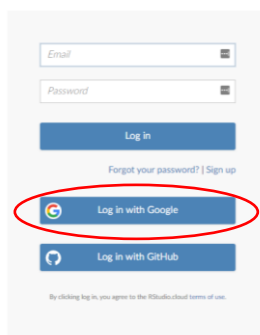 Email
Password
Log in
Forgot your password? | Sign up
Log in with Google
Log in with GitHub
By clicking log in, you agree to the RStudio.cloud terms of use.